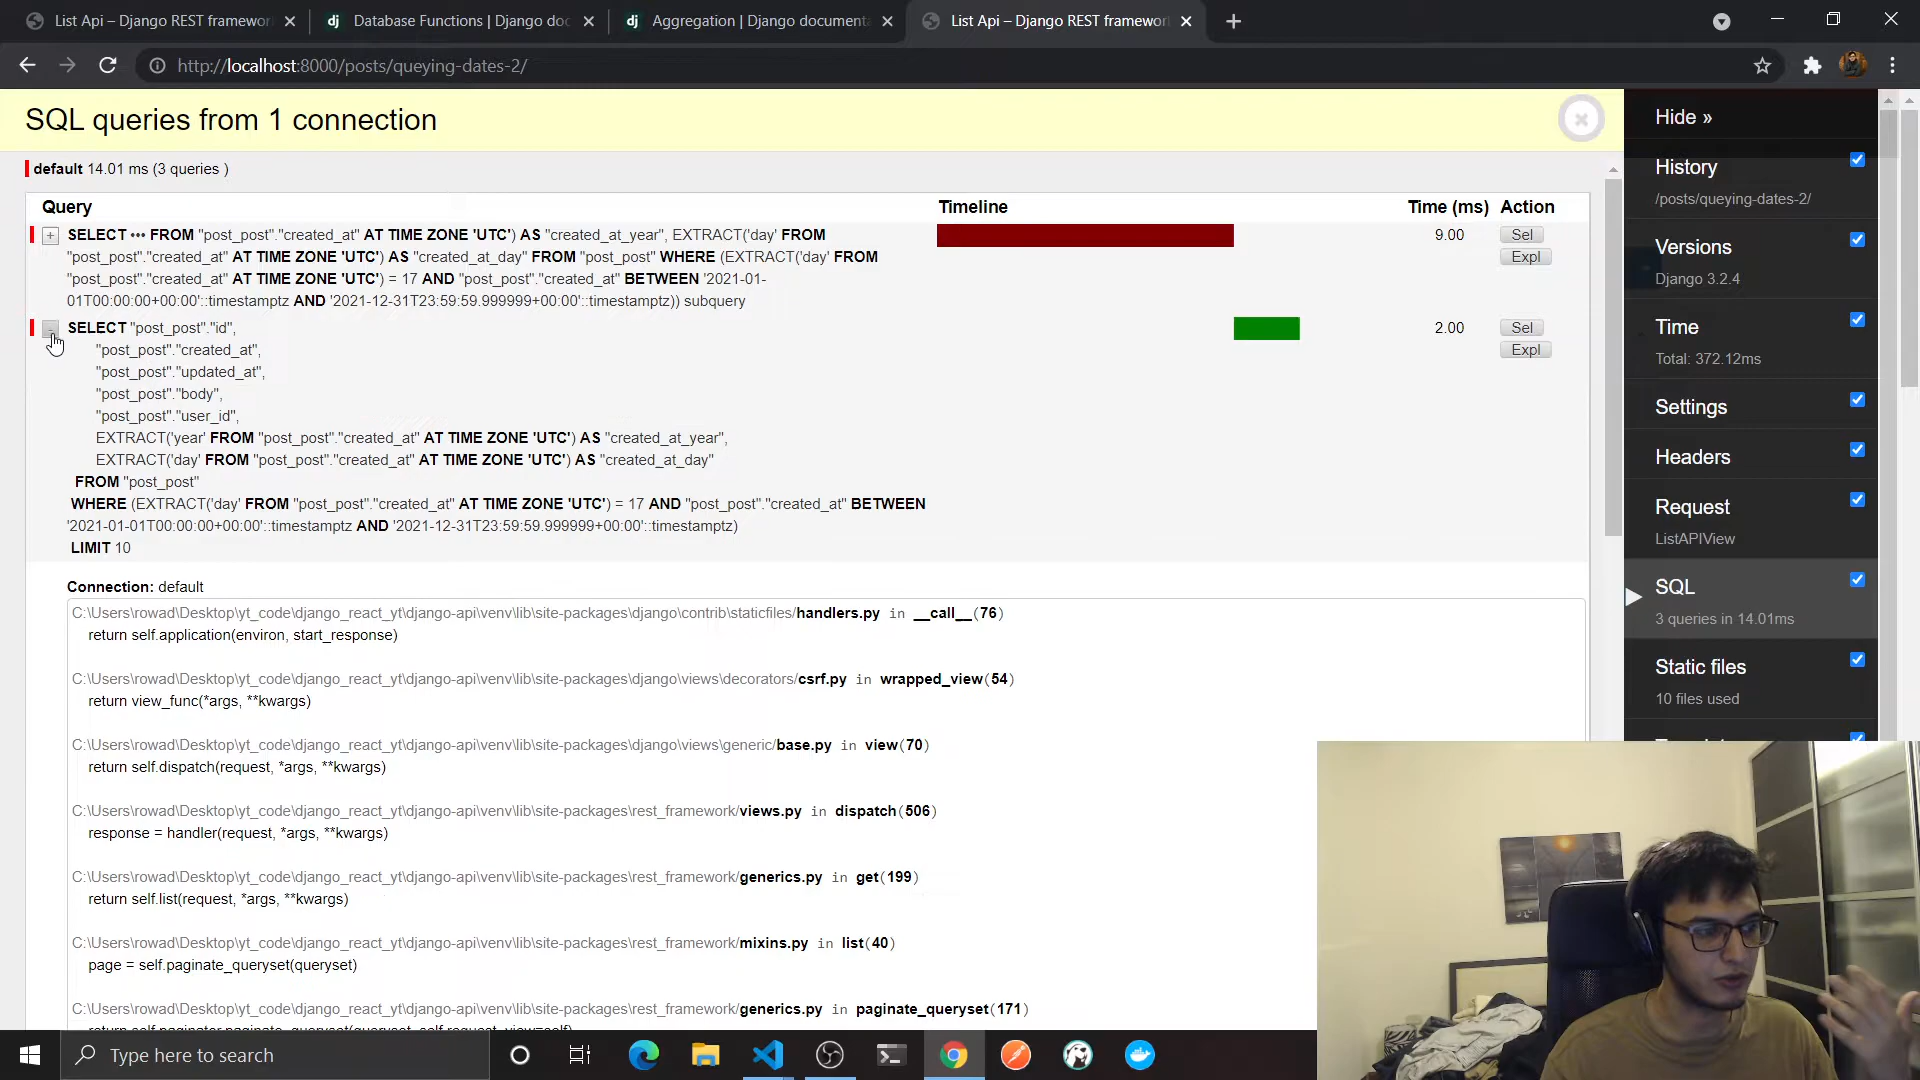 List Api – Django REST framework
Database Functions | Django doc
Aggregation | Django documenta
List Api – Django REST framework
http://localhost:8000/posts/queying-dates-2/
SQL queries from 1 connection
Hide »
default 14.01 ms (3 queries )
History
/posts/queying-dates-2/
Query
Timeline
Time (ms)
Action
SELECT ••• FROM "post_post"."created_at" AT TIME ZONE 'UTC') AS "created_at_year", EXTRACT('day' FROM
"post_post"."created_at" AT TIME ZONE 'UTC') AS "created_at_day" FROM "post_post" WHERE (EXTRACT('day' FROM
"post_post"."created_at" AT TIME ZONE 'UTC') = 17 AND "post_post"."created_at" BETWEEN '2021-01-
01T00:00:00+00:00'::timestamptz AND '2021-12-31T23:59:59.999999+00:00'::timestamptz)) subquery
9.00
Sel
Expl
Versions
Django 3.2.4
SELECT "post_post"."id",
"post_post"."created_at",
"post_post"."updated_at",
"post_post"."body",
"post_post"."user_id",
EXTRACT('year' FROM "post_post"."created_at" AT TIME ZONE 'UTC') AS "created_at_year",
EXTRACT('day' FROM "post_post"."created_at" AT TIME ZONE 'UTC') AS "created_at_day"
FROM "post_post"
WHERE (EXTRACT('day' FROM "post_post"."created_at" AT TIME ZONE 'UTC') = 17 AND "post_post"."created_at" BETWEEN
'2021-01-01T00:00:00+00:00'::timestamptz AND '2021-12-31T23:59:59.999999+00:00'::timestamptz)
LIMIT 10
2.00
Sel
Expl
Time
Total: 372.12ms
Settings
Headers
Request
ListAPIView
SQL
3 queries in 14.01ms
Static files
10 files used
Connection: default
C:\Users\rowad\Desktop\yt_code\django_react_yt\django-api\venv\lib\site-packages\django\contrib\staticfiles/handlers.py in __call__(76)
return self.application(environ, start_response)
C:\Users\rowad\Desktop\yt_code\django_react_yt\django-api\venv\lib\site-packages\django\views\decorators/csrf.py in wrapped_view(54)
return view_func(*args, **kwargs)
C:\Users\rowad\Desktop\yt_code\django_react_yt\django-api\venv\lib\site-packages\django\views\generic/base.py in view(70)
return self.dispatch(request, *args, **kwargs)
C:\Users\rowad\Desktop\yt_code\django_react_yt\django-api\venv\lib\site-packages\rest_framework/views.py in dispatch(506)
response = handler(request, *args, **kwargs)
C:\Users\rowad\Desktop\yt_code\django_react_yt\django-api\venv\lib\site-packages\rest_framework/generics.py in get(199)
return self.list(request, *args, **kwargs)
C:\Users\rowad\Desktop\yt_code\django_react_yt\django-api\venv\lib\site-packages\rest_framework/mixins.py in list(40)
page = self.paginate_queryset(queryset)
C:\Users\rowad\Desktop\yt_code\django_react_yt\django-api\venv\lib\site-packages\rest_framework/generics.py in paginate_queryset(171)
Type here to search